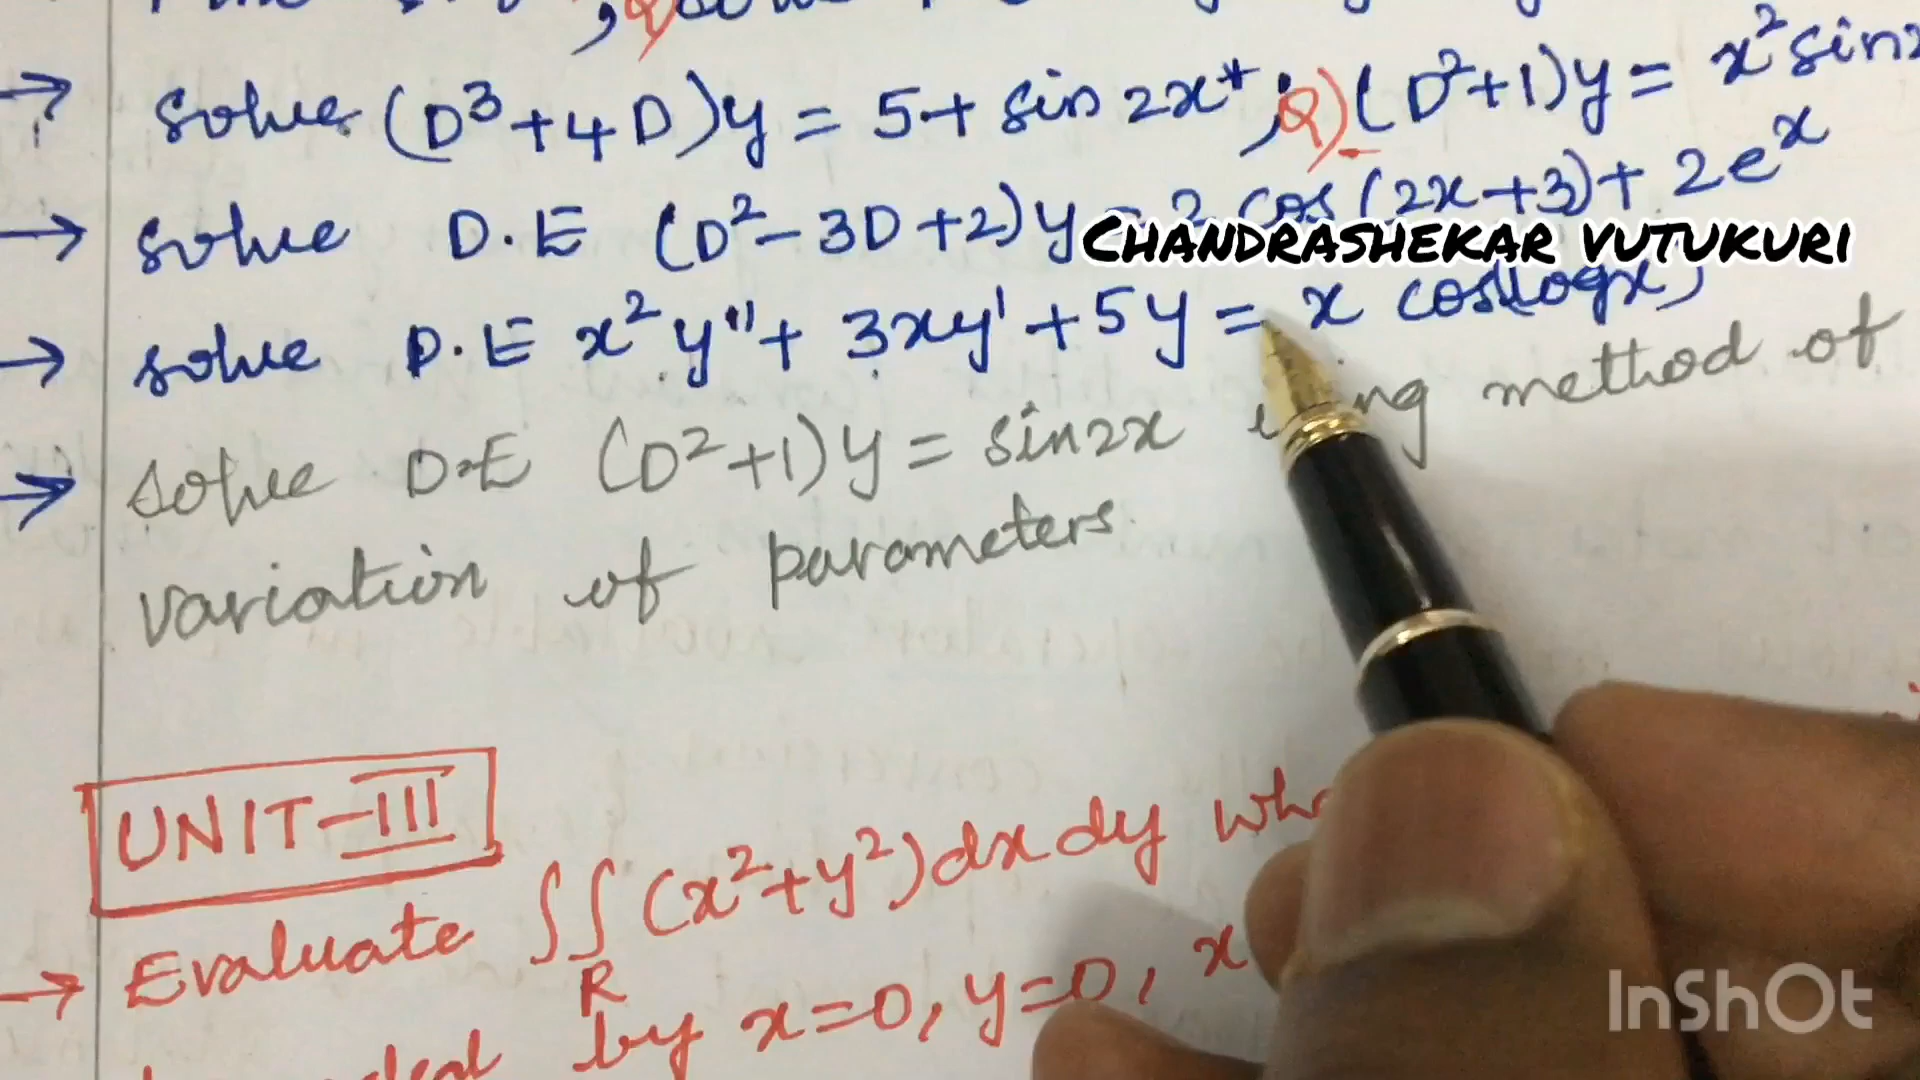 → solve (D³+4D)y = 5+ sin 2x* ; Q) (D²+1)y = x² sin
→ solve D.E (D²-3D+2)y = 2 cos(2x+3)+ 2eˣ
CHANDRASHEKAR VUTUKURI
→ solve D.E x²y''+ 3xy'+5y = x cos(logx)
→ solve D.E (D²+1)y = sin2x method of
variation of parameters.
UNIT-III
→ Evaluate ∫∫R (x²+y²)dxdy
by x=0, y=0, x
InShOt